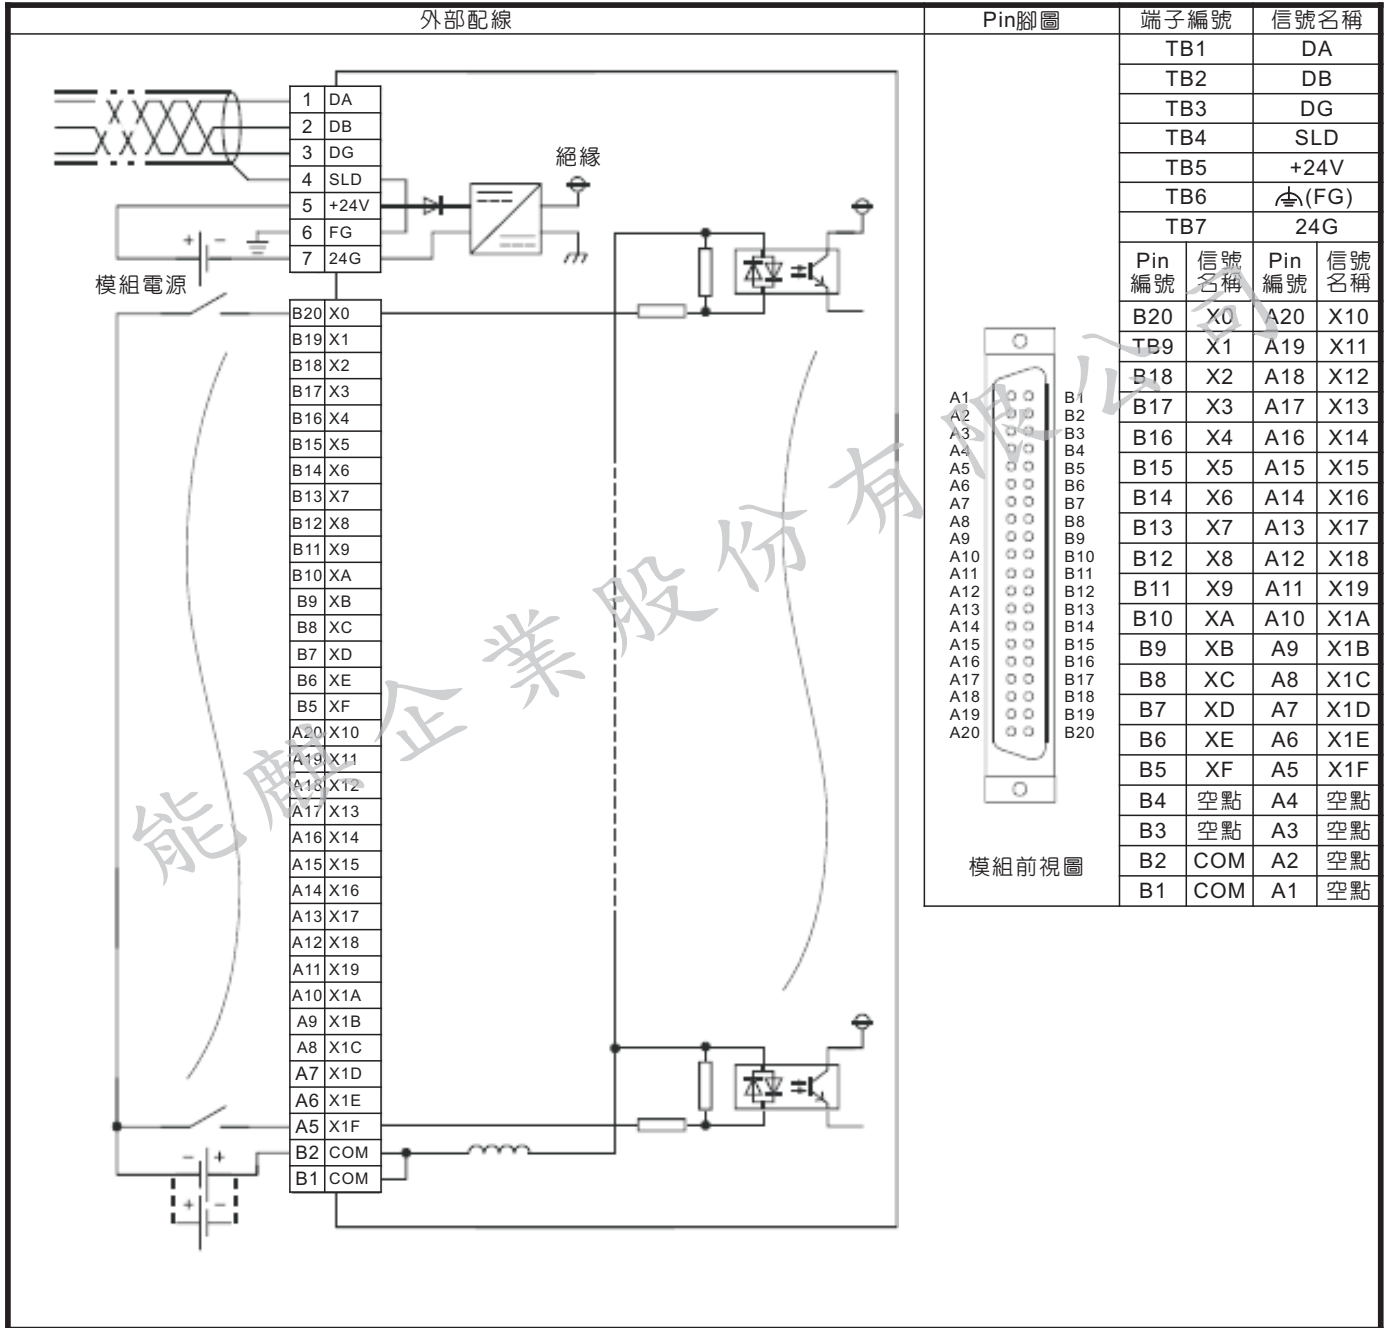 外部配線
1 DA
2 DB
3 DG
4 SLD
5 +24V
6 FG
7 24G
絕緣
+ −
模組電源
B20 X0
B19 X1
B18 X2
B17 X3
B16 X4
B15 X5
B14 X6
B13 X7
B12 X8
B11 X9
B10 XA
B9 XB
B8 XC
B7 XD
B6 XE
B5 XF
A20 X10
A19 X11
A18 X12
A17 X13
A16 X14
A15 X15
A14 X16
A13 X17
A12 X18
A11 X19
A10 X1A
A9 X1B
A8 X1C
A7 X1D
A6 X1E
A5 X1F
B2 COM
B1 COM
− +
+ −
Pin腳圖
A1 B1
A2 B2
A3 B3
A4 B4
A5 B5
A6 B6
A7 B7
A8 B8
A9 B9
A10 B10
A11 B11
A12 B12
A13 B13
A14 B14
A15 B15
A16 B16
A17 B17
A18 B18
A19 B19
A20 B20
模組前視圖
端子編號 信號名稱
TB1 DA
TB2 DB
TB3 DG
TB4 SLD
TB5 +24V
TB6 (FG)
TB7 24G
Pin 信號 Pin 信號
編號 名稱 編號 名稱
B20 X0 A20 X10
TB9 X1 A19 X11
B18 X2 A18 X12
B17 X3 A17 X13
B16 X4 A16 X14
B15 X5 A15 X15
B14 X6 A14 X16
B13 X7 A13 X17
B12 X8 A12 X18
B11 X9 A11 X19
B10 XA A10 X1A
B9 XB A9 X1B
B8 XC A8 X1C
B7 XD A7 X1D
B6 XE A6 X1E
B5 XF A5 X1F
B4 空點 A4 空點
B3 空點 A3 空點
B2 COM A2 空點
B1 COM A1 空點
能麒企業股份有限公司